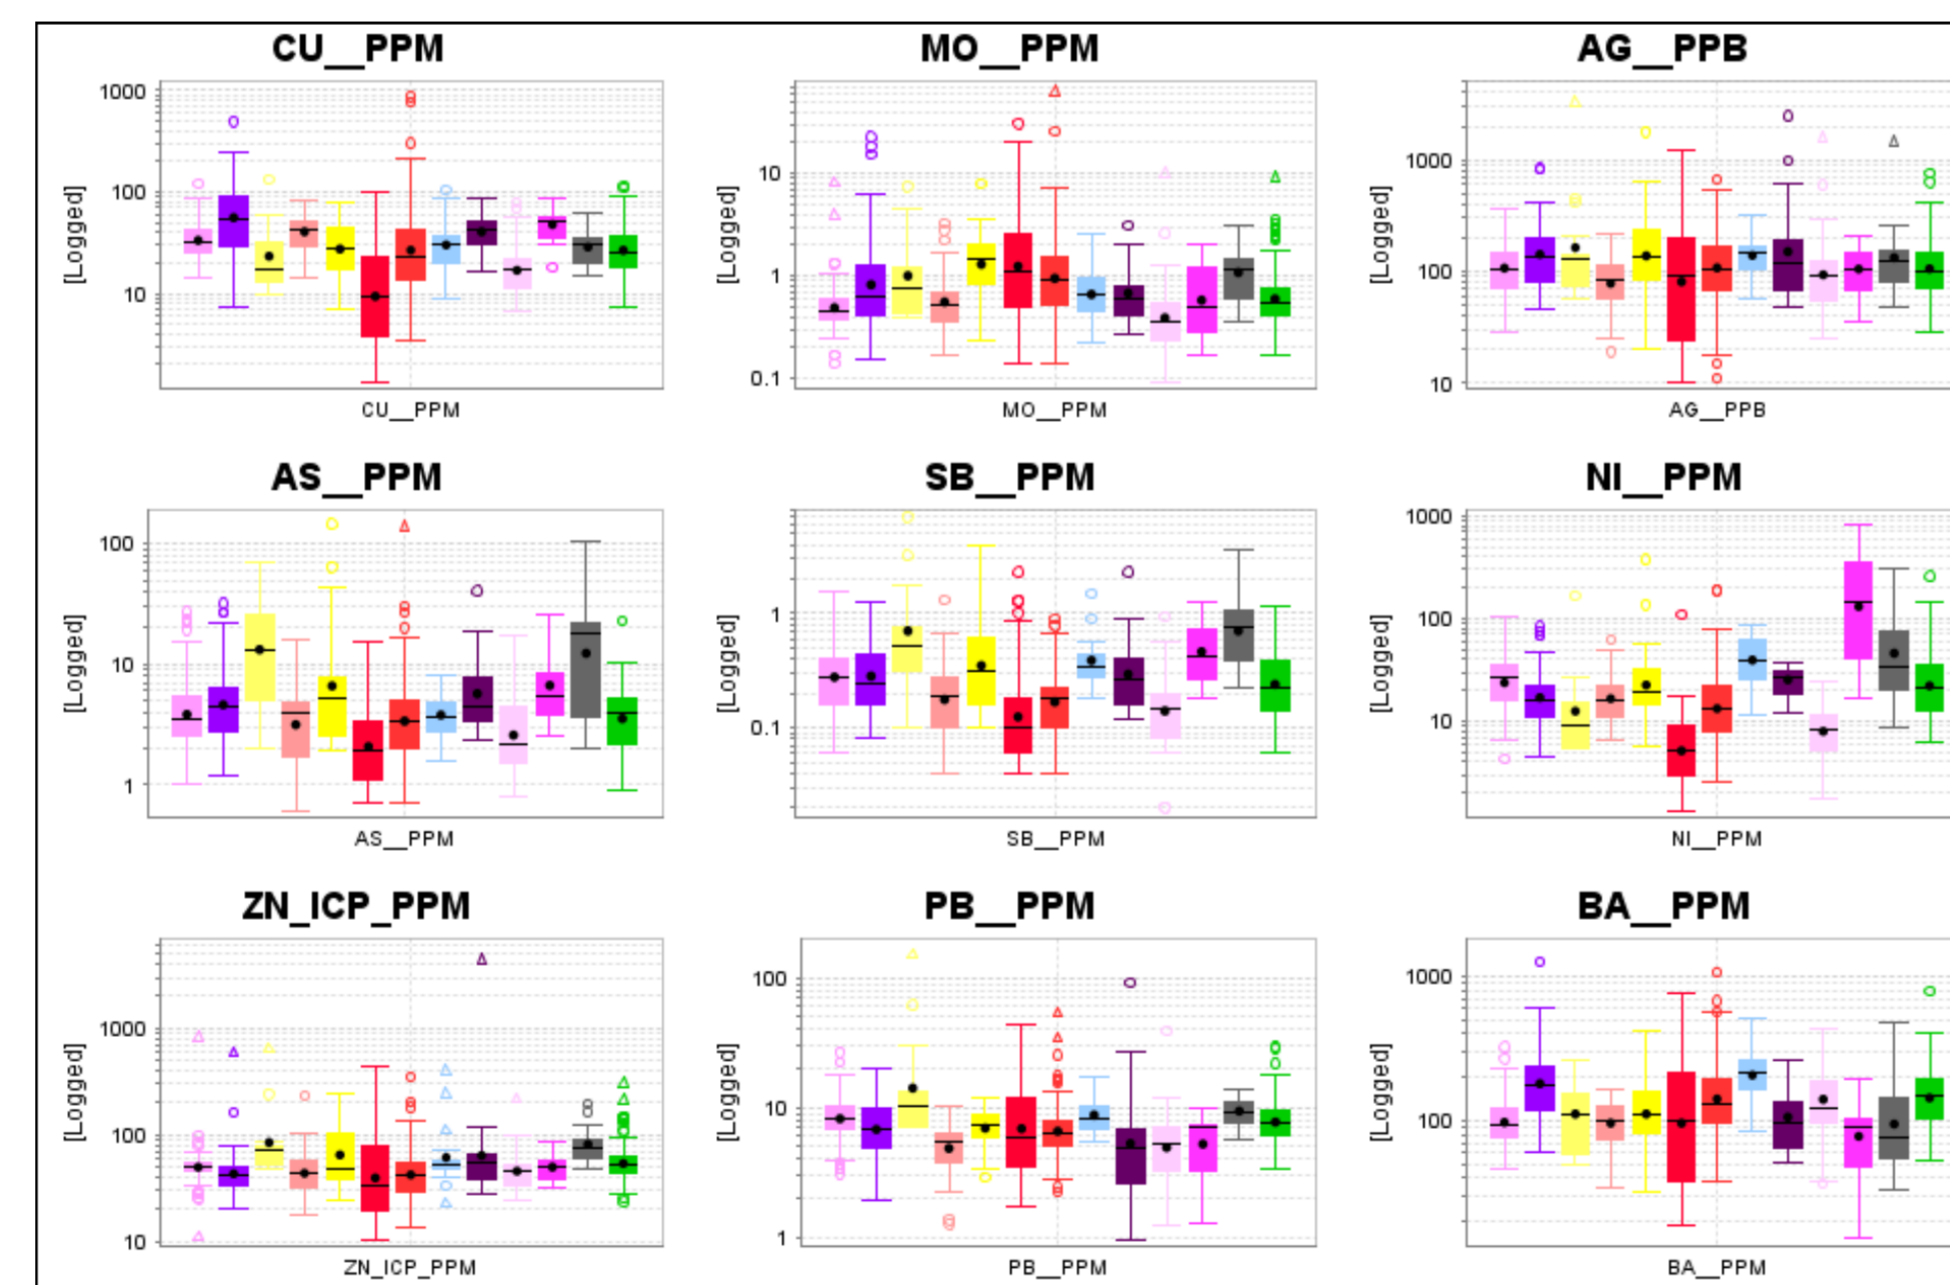 CU__PPM
MO__PPM
AG__PPB
1000
100
10
[Logged]
CU__PPM
10
1
0.1
[Logged]
MO__PPM
1000
100
10
[Logged]
AG__PPB
AS__PPM
SB__PPM
NI__PPM
100
10
1
[Logged]
AS__PPM
1
0.1
[Logged]
SB__PPM
1000
100
10
[Logged]
NI__PPM
ZN_ICP_PPM
PB__PPM
BA__PPM
1000
100
10
[Logged]
ZN_ICP_PPM
100
10
1
[Logged]
PB__PPM
1000
100
[Logged]
BA__PPM